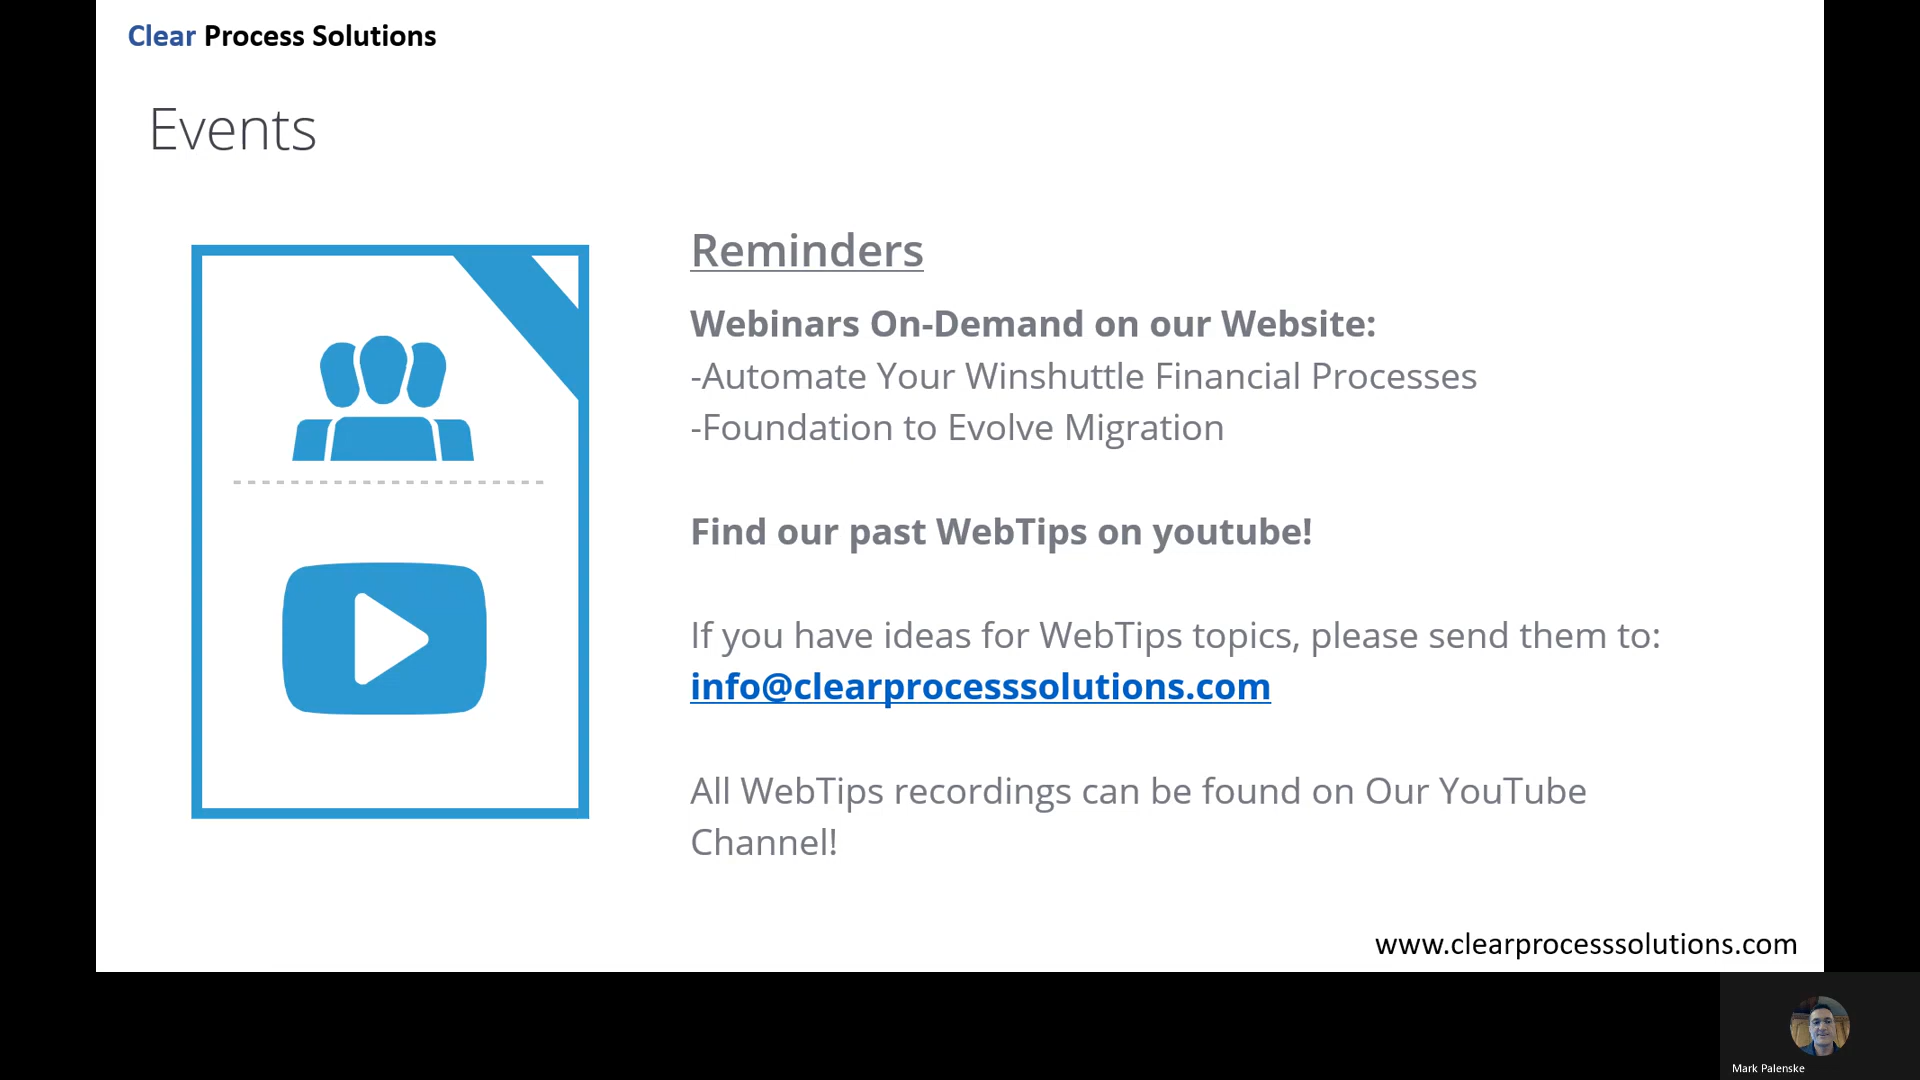 Clear Process Solutions
Events
Reminders
Webinars On-Demand on our Website:
-Automate Your Winshuttle Financial Processes
-Foundation to Evolve Migration
Find our past WebTips on youtube!
If you have ideas for WebTips topics, please send them to:
info@clearprocesssolutions.com
All WebTips recordings can be found on Our YouTube
Channel!
www.clearprocesssolutions.com
Mark Palenske